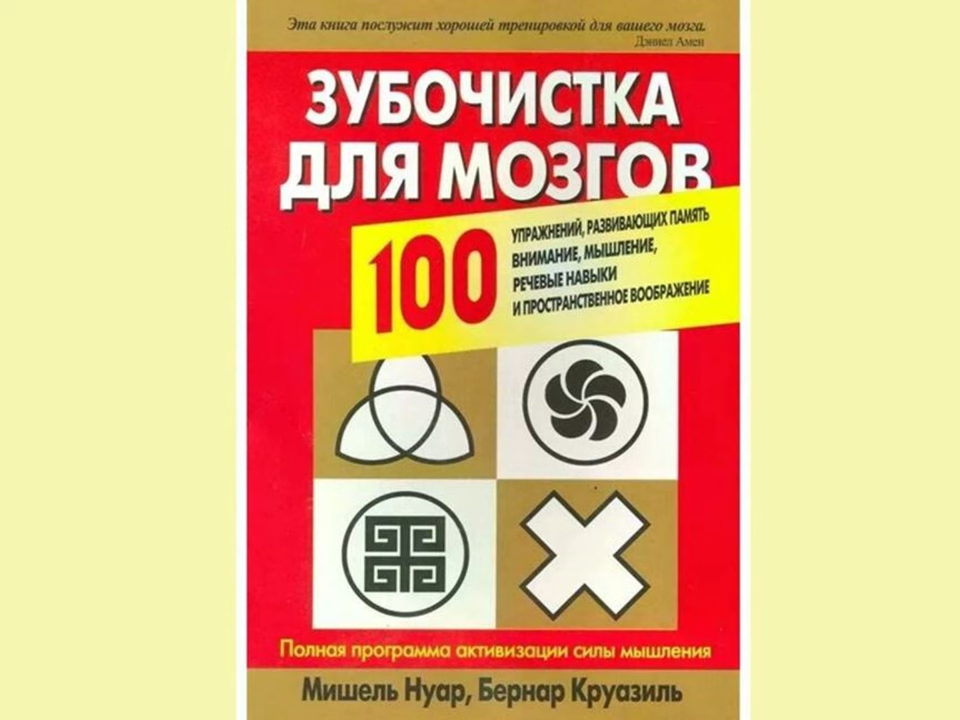 Эта книга послужит хорошей тренировкой для вашего мозга.
Дэниел Амен
ЗУБОЧИСТКА
ДЛЯ МОЗГОВ
100
УПРАЖНЕНИЙ, РАЗВИВАЮЩИХ ПАМЯТЬ
ВНИМАНИЕ, МЫШЛЕНИЕ,
РЕЧЕВЫЕ НАВЫКИ
И ПРОСТРАНСТВЕННОЕ ВООБРАЖЕНИЕ
Полная программа активизации силы мышления
Мишель Нуар, Бернар Круазиль